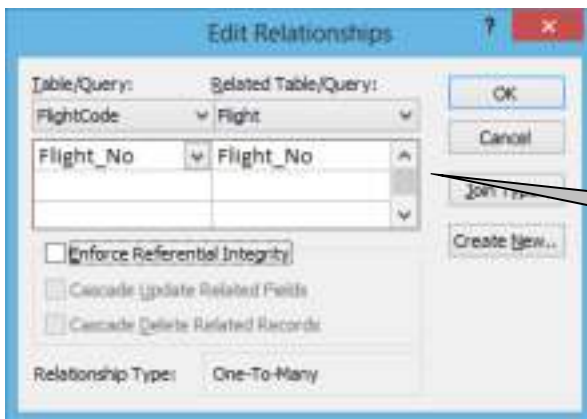 Edit Relationships
?
Table/Query: Related Table/Query:
FlightCode Flight
Flight_No Flight_No
OK
Cancel
Join
Create New..
Enforce Referential Integrity
Cascade Update Related Fields
Cascade Delete Related Records
Relationship Type: One-To-Many